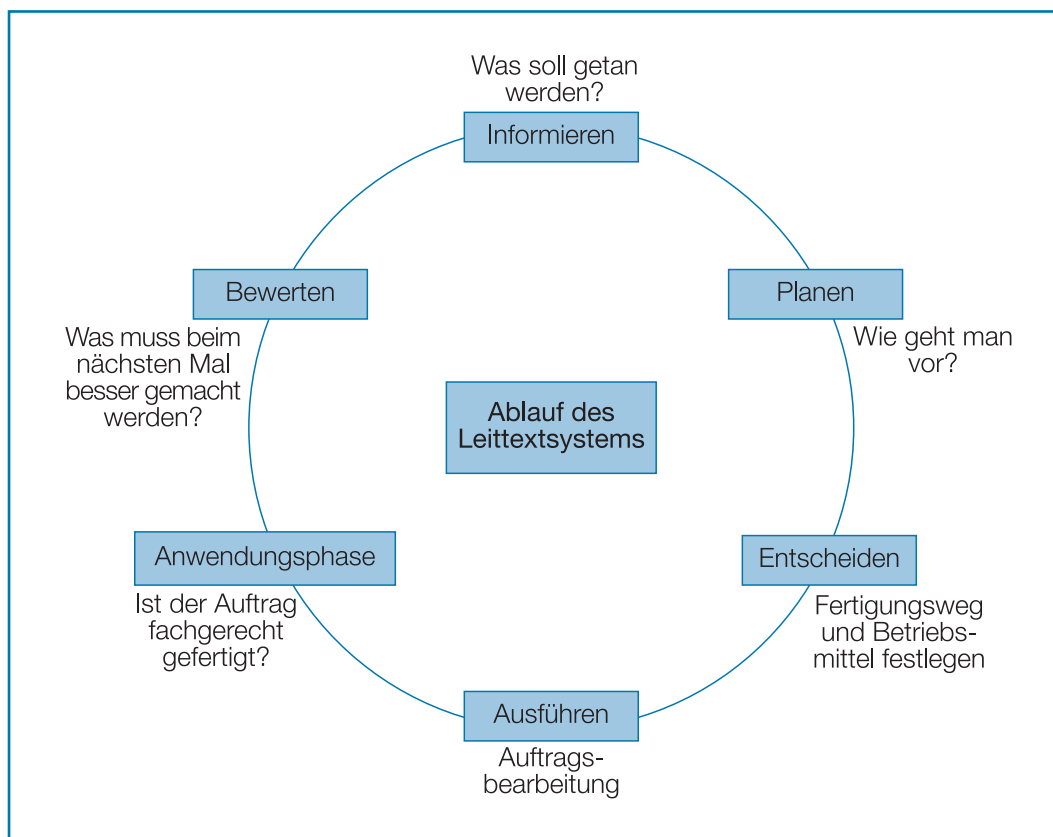 Was soll getan
werden?
Informieren
Planen
Wie geht man
vor?
Entscheiden
Fertigungsweg
und Betriebs-
mittel festlegen
Ausführen
Auftrags-
bearbeitung
Anwendungsphase
Ist der Auftrag
fachgerecht
gefertigt?
Bewerten
Was muss beim
nächsten Mal
besser gemacht
werden?
Ablauf des
Leittextsystems